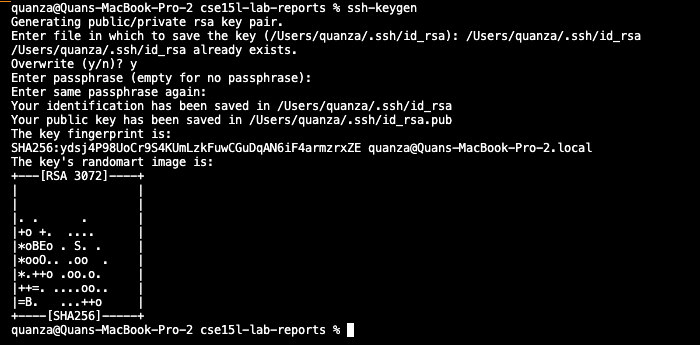 quanza@Quans-MacBook-Pro-2 cse15l-lab-reports % ssh-keygen
Generating public/private rsa key pair.
Enter file in which to save the key (/Users/quanza/.ssh/id_rsa): /Users/quanza/.ssh/id_rsa
/Users/quanza/.ssh/id_rsa already exists.
Overwrite (y/n)? y
Enter passphrase (empty for no passphrase):
Enter same passphrase again:
Your identification has been saved in /Users/quanza/.ssh/id_rsa
Your public key has been saved in /Users/quanza/.ssh/id_rsa.pub
The key fingerprint is:
SHA256:ydsj4P98UoCr9S4KUmLzkFuwCGuDqAN6iF4armzrxZE quanza@Quans-MacBook-Pro-2.local
The key's randomart image is:
+---[RSA 3072]----+
|                 |
|                 |
|. .      .       |
|+o +.  ....      |
|*oBEo . S. .     |
|*ooO.. .oo  .    |
|*.++o .oo.o.     |
|++=. ....oo..    |
|=B.   ...++o     |
+----[SHA256]-----+
quanza@Quans-MacBook-Pro-2 cse15l-lab-reports %